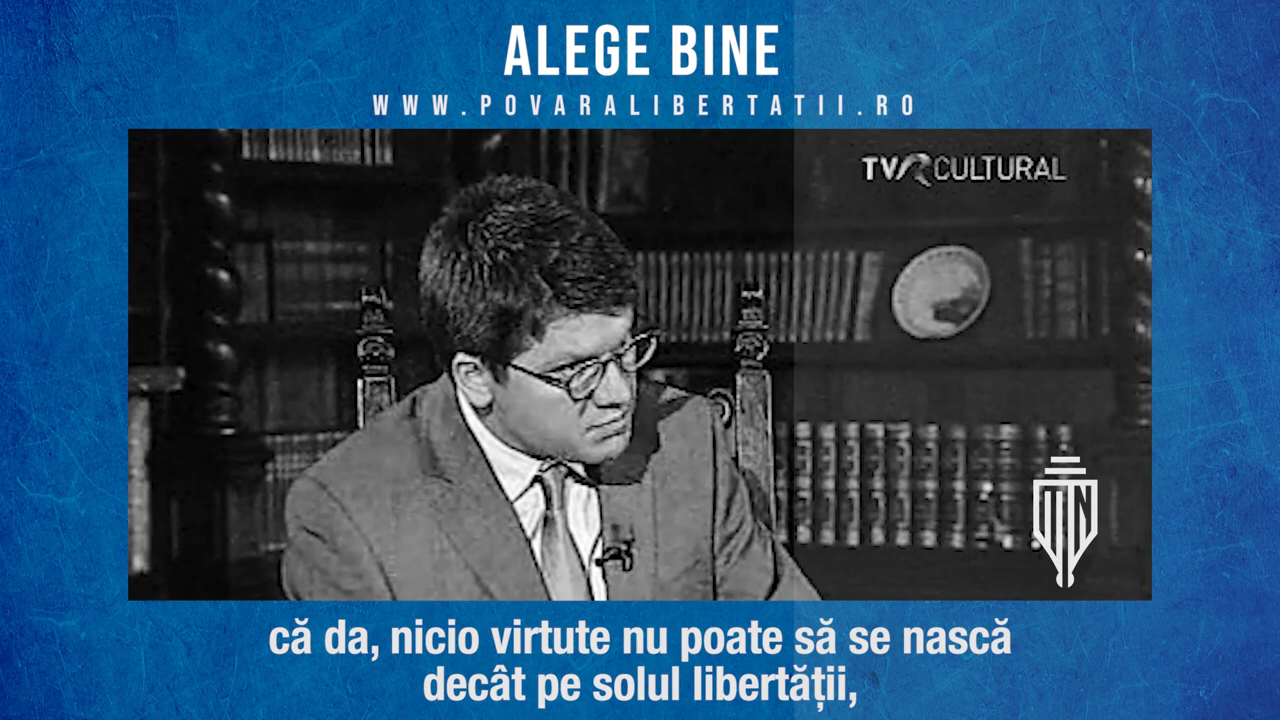 ALEGE BINE
WWW.POVARALIBERTATII.RO
TVR CULTURAL
că da, nicio virtute nu poate să se nască
decât pe solul libertății,